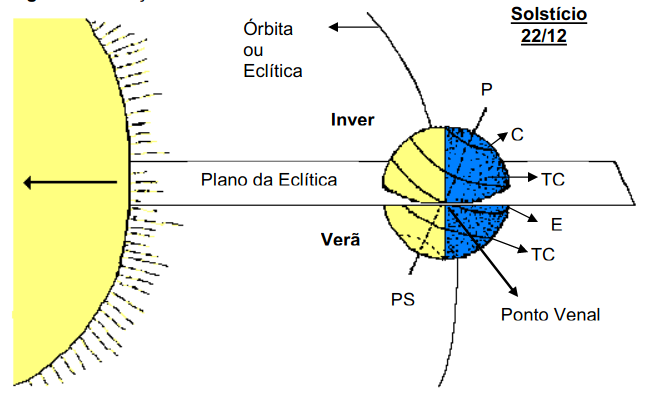 Solstício
22/12
Órbita
ou
Eclítica
P
Inver
C
Plano da Eclítica
TC
E
Verã
TC
PS
Ponto Venal